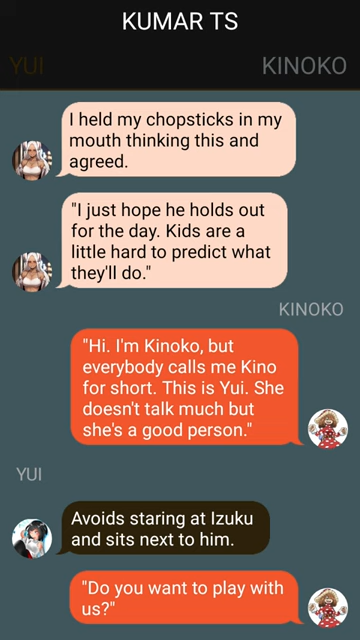 KUMAR TS
YUI
KINOKO
I held my chopsticks in my
mouth thinking this and
agreed.
"I just hope he holds out
for the day. Kids are a
little hard to predict what
they'll do."
KINOKO
"Hi. I'm Kinoko, but
everybody calls me Kino
for short. This is Yui. She
doesn't talk much but
she's a good person."
YUI
Avoids staring at Izuku
and sits next to him.
"Do you want to play with
us?"